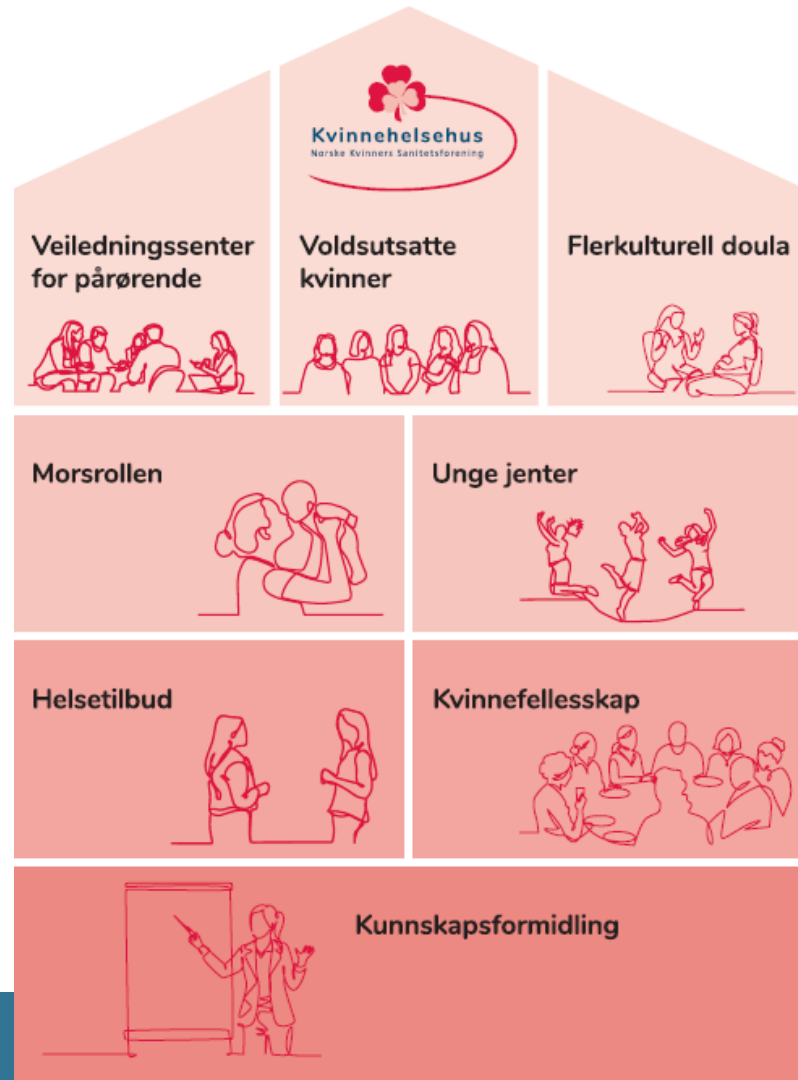 Kvinnehelsehus
Norske Kvinners Sanitetsforening
Veiledningssenter
for pårørende
Voldsutsatte
kvinner
Flerkulturell doula
Morsrollen
Unge jenter
Helsetilbud
Kvinnefellesskap
Kunnskapsformidling